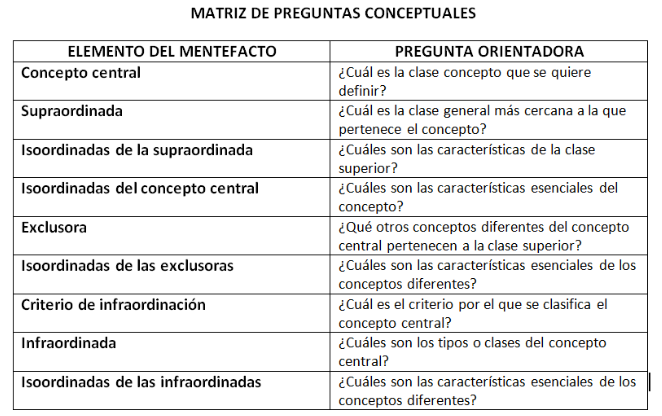 MATRIZ DE PREGUNTAS CONCEPTUALES
ELEMENTO DEL MENTEFACTO PREGUNTA ORIENTADORA
Concepto central ¿Cuál es la clase concepto que se quiere
definir?
Supraordinada ¿Cuál es la clase general más cercana a la que
pertenece el concepto?
Isoordinadas de la supraordinada ¿Cuáles son las características de la clase
superior?
Isoordinadas del concepto central ¿Cuáles son las características esenciales del
concepto?
Exclusora ¿Qué otros conceptos diferentes del concepto
central pertenecen a la clase superior?
Isoordinadas de las exclusoras ¿Cuáles son las características esenciales de los
conceptos diferentes?
Criterio de infraordinación ¿Cuál es el criterio por el que se clasifica el
concepto central?
Infraordinada ¿Cuáles son los tipos o clases del concepto
central?
Isoordinadas de las infraordinadas ¿Cuáles son las características esenciales de los
conceptos diferentes?